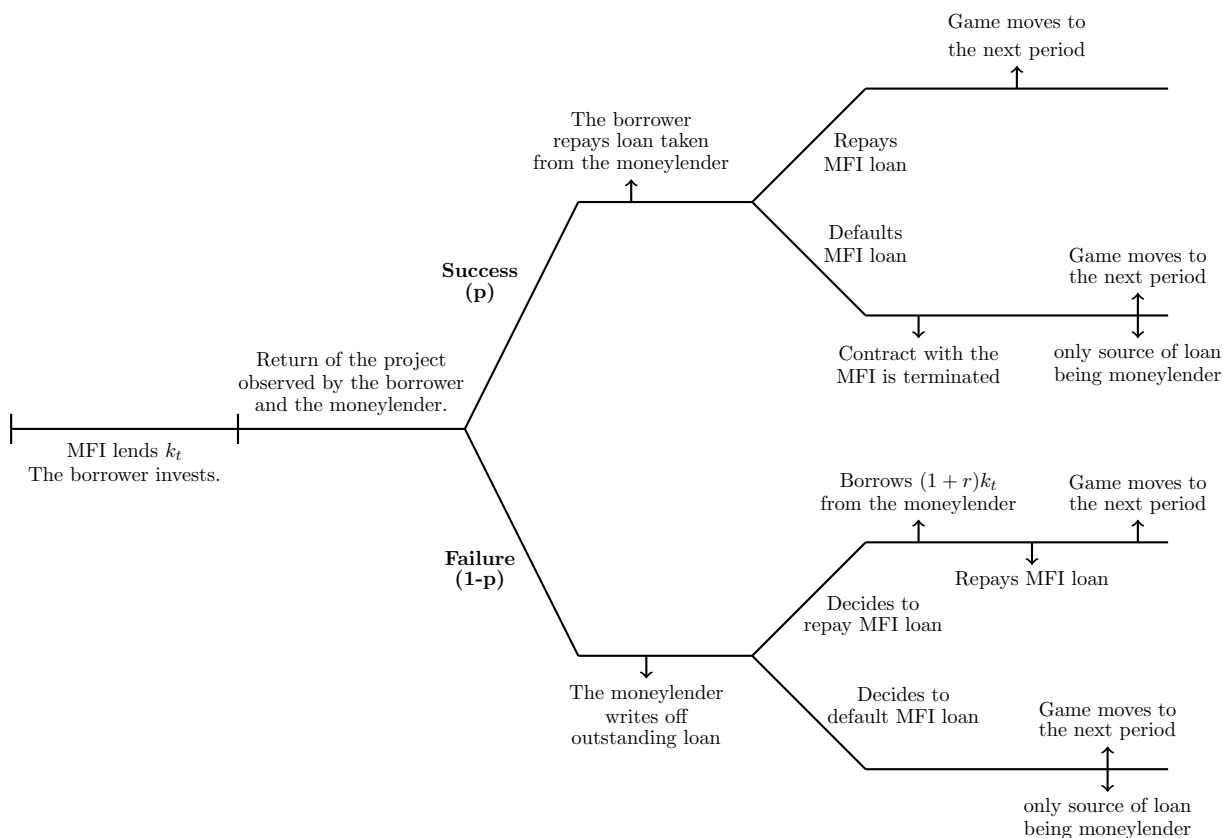 Game moves to
the next period
The borrower
repays loan taken
from the moneylender
Repays
MFI loan
Defaults
MFI loan
Game moves to
the next period
Success
(p)
Contract with the
MFI is terminated
only source of loan
being moneylender
Return of the project
observed by the borrower
and the moneylender.
MFI lends $k_t$
The borrower invests.
Borrows $(1 + r)k_t$
from the moneylender
Game moves to
the next period
Failure
(1-p)
Repays MFI loan
Decides to
repay MFI loan
The moneylender
writes off
outstanding loan
Decides to
default MFI loan
Game moves to
the next period
only source of loan
being moneylender